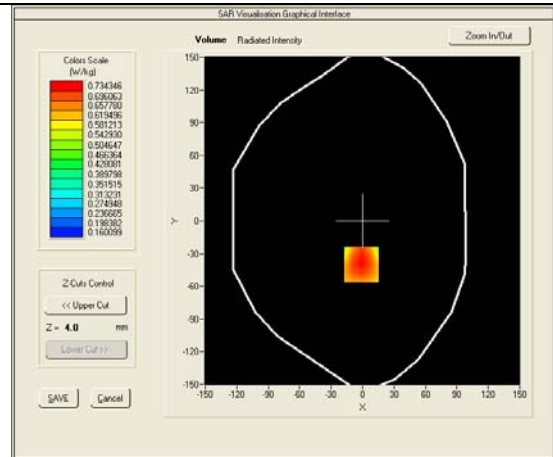 SAR Visualisation Graphical Interface
Volume Radiated Intensity
Zoom In/Out
Colors Scale
(W/kg)
0.734346
0.696063
0.657780
0.619496
0.581213
0.542930
0.504647
0.466364
0.428081
0.389798
0.351515
0.313231
0.274948
0.236665
0.198382
0.160099
Z-Cuts Control
<< Upper Cut
Z = 4.0 mm
Lower Cut >>
SAVE Cancel
150
120
90
60
30
0
-30
-60
-90
-120
-150
Y
-150 -120 -90 -60 -30 0 30 60 90 120 150
X